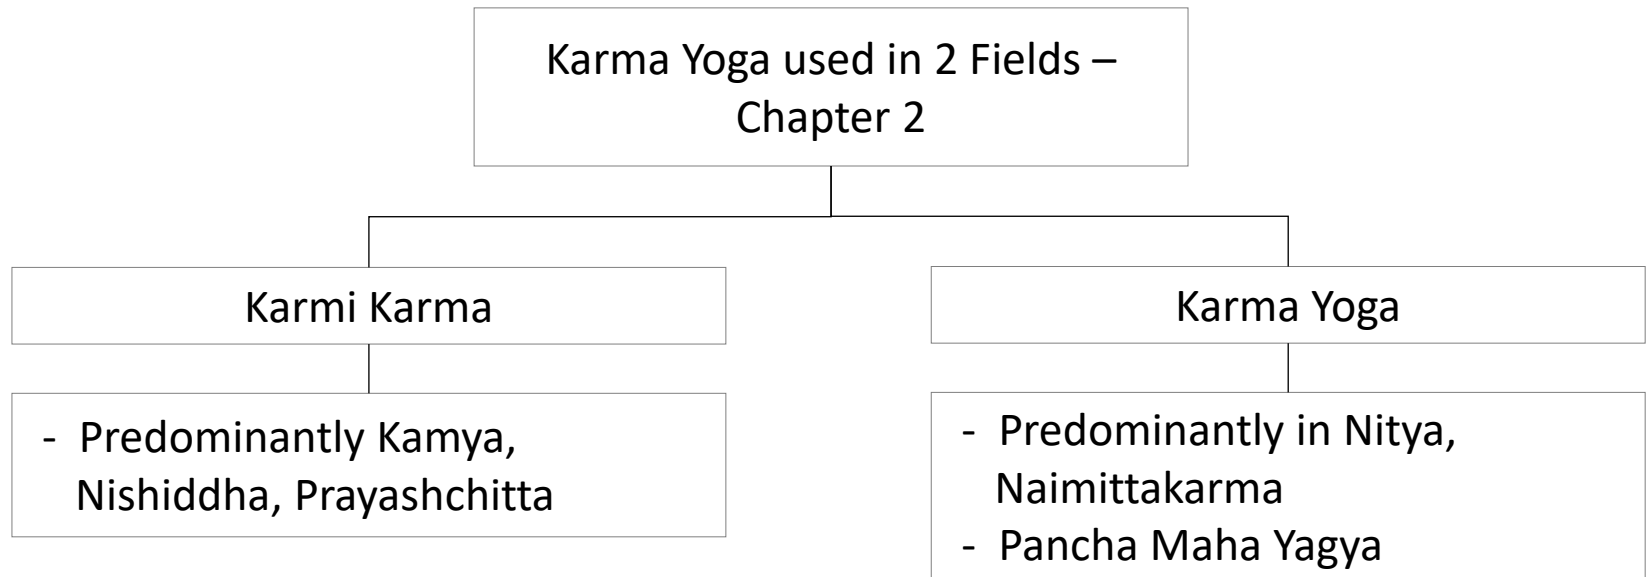 Karma Yoga used in 2 Fields –
Chapter 2
Karmi Karma
Karma Yoga
- Predominantly Kamya,
Nishiddha, Prayashchitta
- Predominantly in Nitya,
Naimittakarma
- Pancha Maha Yagya